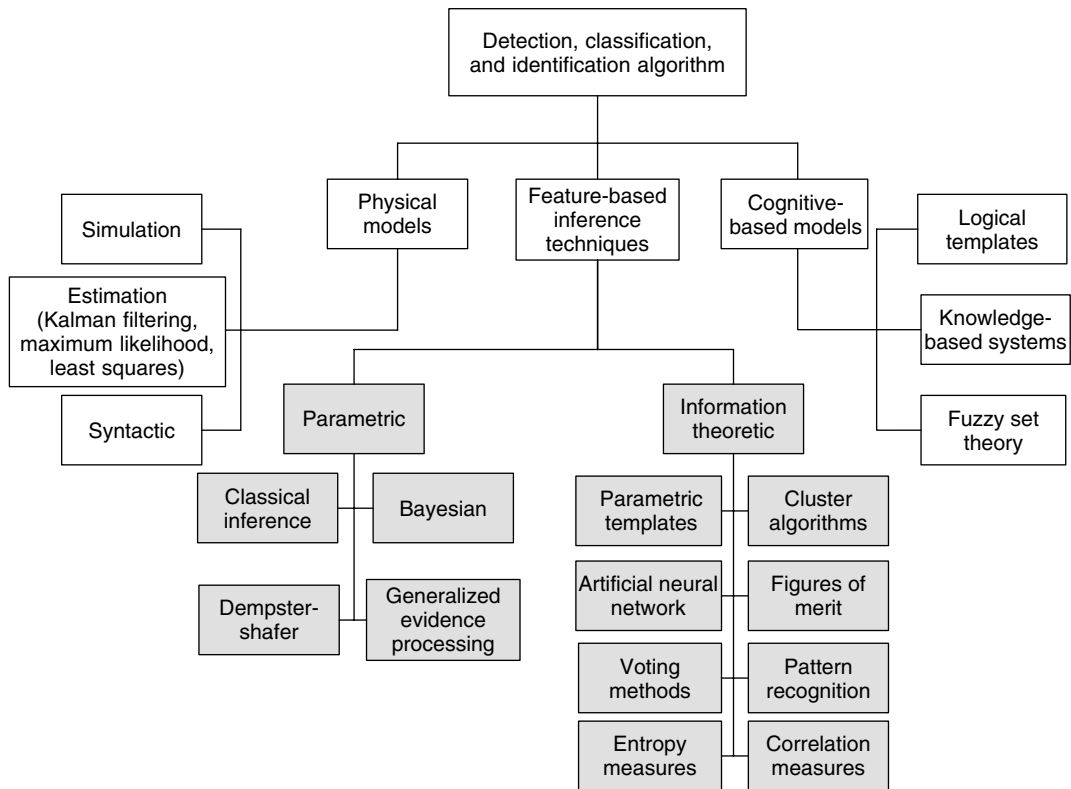 Detection, classification,
and identification algorithm
Physical
models
Feature-based
inference
techniques
Cognitive-
based models
Simulation
Estimation
(Kalman filtering,
maximum likelihood,
least squares)
Syntactic
Logical
templates
Knowledge-
based systems
Fuzzy set
theory
Parametric
Information
theoretic
Classical
inference
Bayesian
Dempster-
shafer
Generalized
evidence
processing
Parametric
templates
Cluster
algorithms
Artificial neural
network
Figures of
merit
Voting
methods
Pattern
recognition
Entropy
measures
Correlation
measures